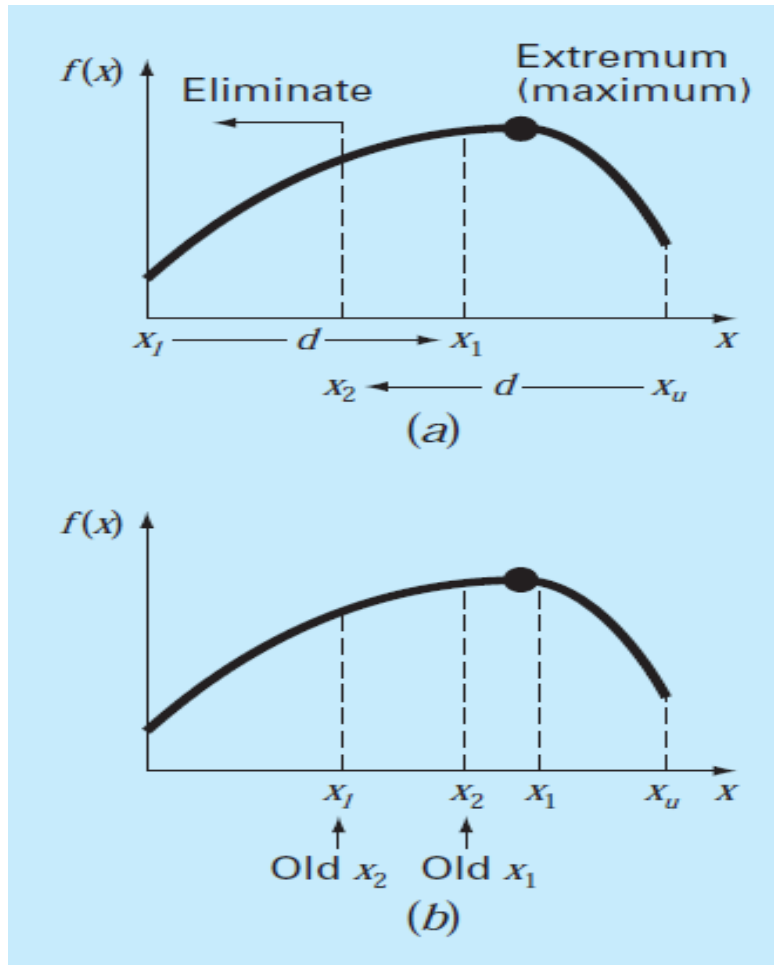 f(x)
Extremum
(maximum)
Eliminate
x_l d x_1 x
x_2 d x_u
(a)
f(x)
x_l x_2 x_1 x_u x
Old x_2 Old x_1
(b)